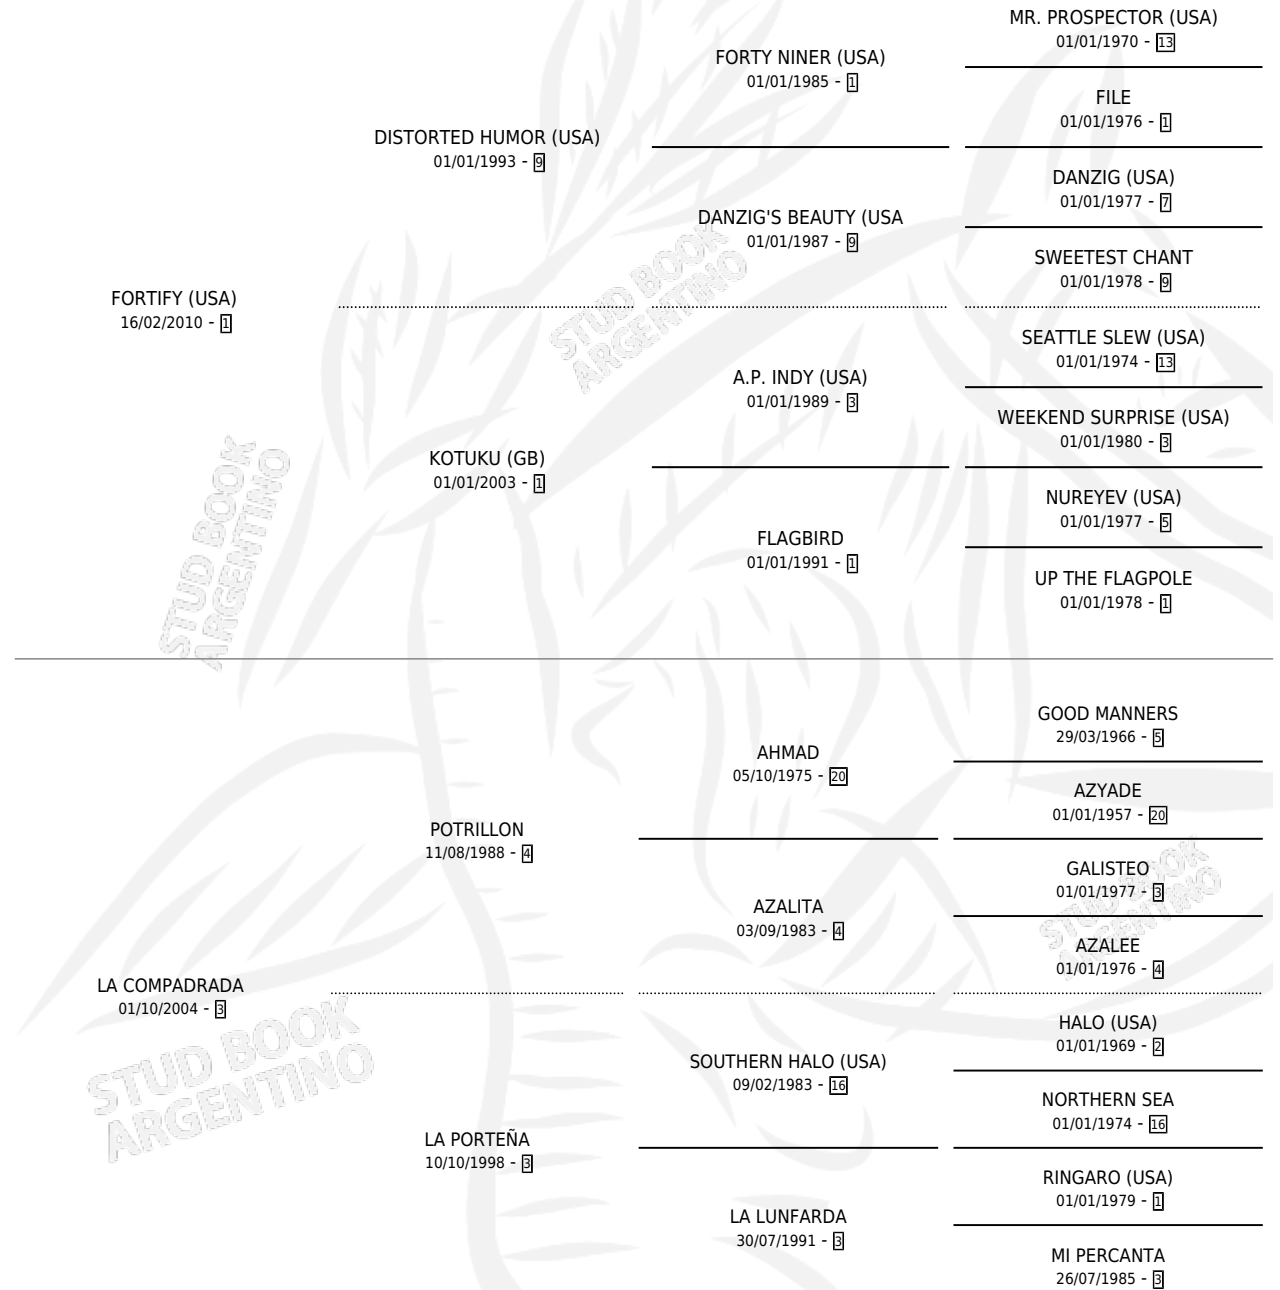 MR. PROSPECTOR (USA)
01/01/1970 - 13
FORTY NINER (USA)
01/01/1985 - 1
FILE
01/01/1976 - 1
DISTORTED HUMOR (USA)
01/01/1993 - 9
DANZIG (USA)
01/01/1977 - 7
DANZIG'S BEAUTY (USA
01/01/1987 - 9
SWEETEST CHANT
01/01/1978 - 9
FORTIFY (USA)
16/02/2010 - 1
STUD BOOK
ARGENTINO
SEATTLE SLEW (USA)
01/01/1974 - 13
A.P. INDY (USA)
01/01/1989 - 3
WEEKEND SURPRISE (USA)
01/01/1980 - 3
KOTUKU (GB)
01/01/2003 - 1
NUREYEV (USA)
01/01/1977 - 5
FLAGBIRD
01/01/1991 - 1
UP THE FLAGPOLE
01/01/1978 - 1
STUD BOOK
ARGENTINO
GOOD MANNERS
29/03/1966 - 5
AHMAD
05/10/1975 - 20
AZYADE
01/01/1957 - 20
POTRILLON
11/08/1988 - 4
GALISTEO
01/01/1977 - 3
AZALITA
03/09/1983 - 4
AZALEE
01/01/1976 - 4
STUD BOOK
ARGENTINO
LA COMPADRADA
01/10/2004 - 3
HALO (USA)
01/01/1969 - 2
SOUTHERN HALO (USA)
09/02/1983 - 16
NORTHERN SEA
01/01/1974 - 16
STUD BOOK
ARGENTINO
LA PORTEÑA
10/10/1998 - 3
RINGARO (USA)
01/01/1979 - 1
LA LUNFARDA
30/07/1991 - 3
MI PERCANTA
26/07/1985 - 3